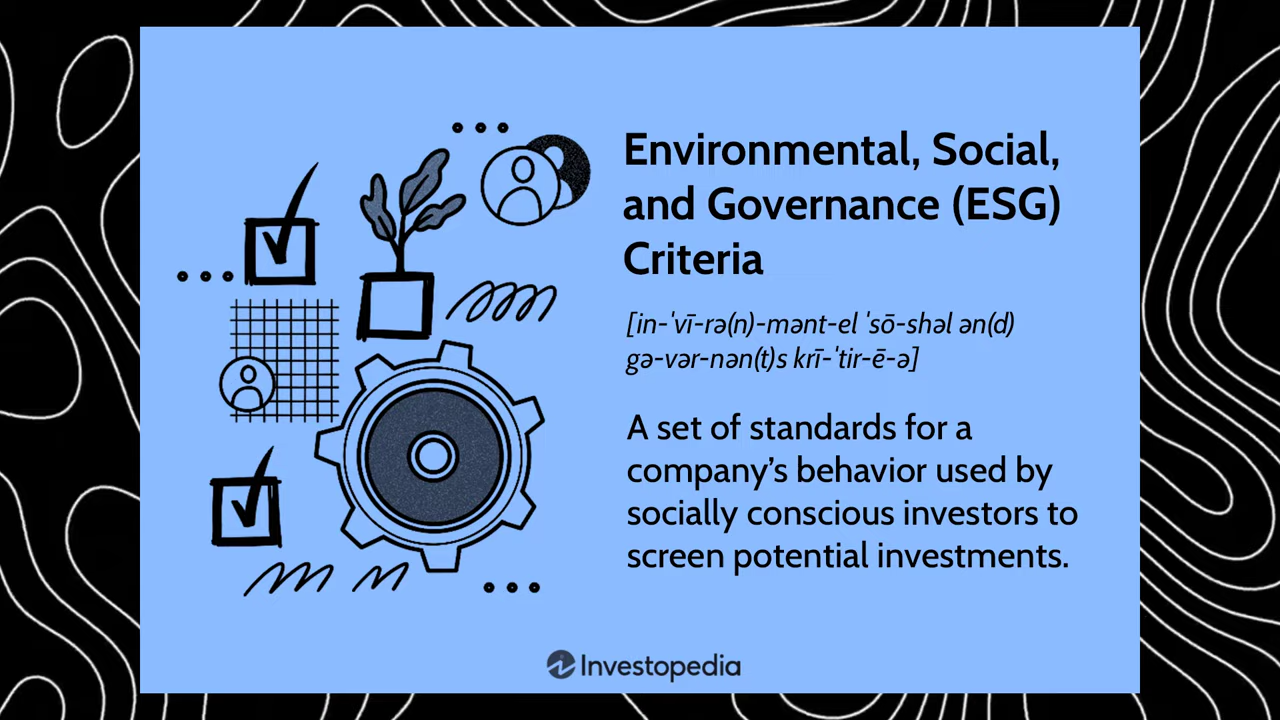 Environmental, Social,
and Governance (ESG)
Criteria
[in-ˈvī-rə(n)-mənt-el ˈsō-shəl ən(d)
gə-vər-nən(t)s krī-ˈtir-ē-ə]
A set of standards for a
company’s behavior used by
socially conscious investors to
screen potential investments.
Investopedia